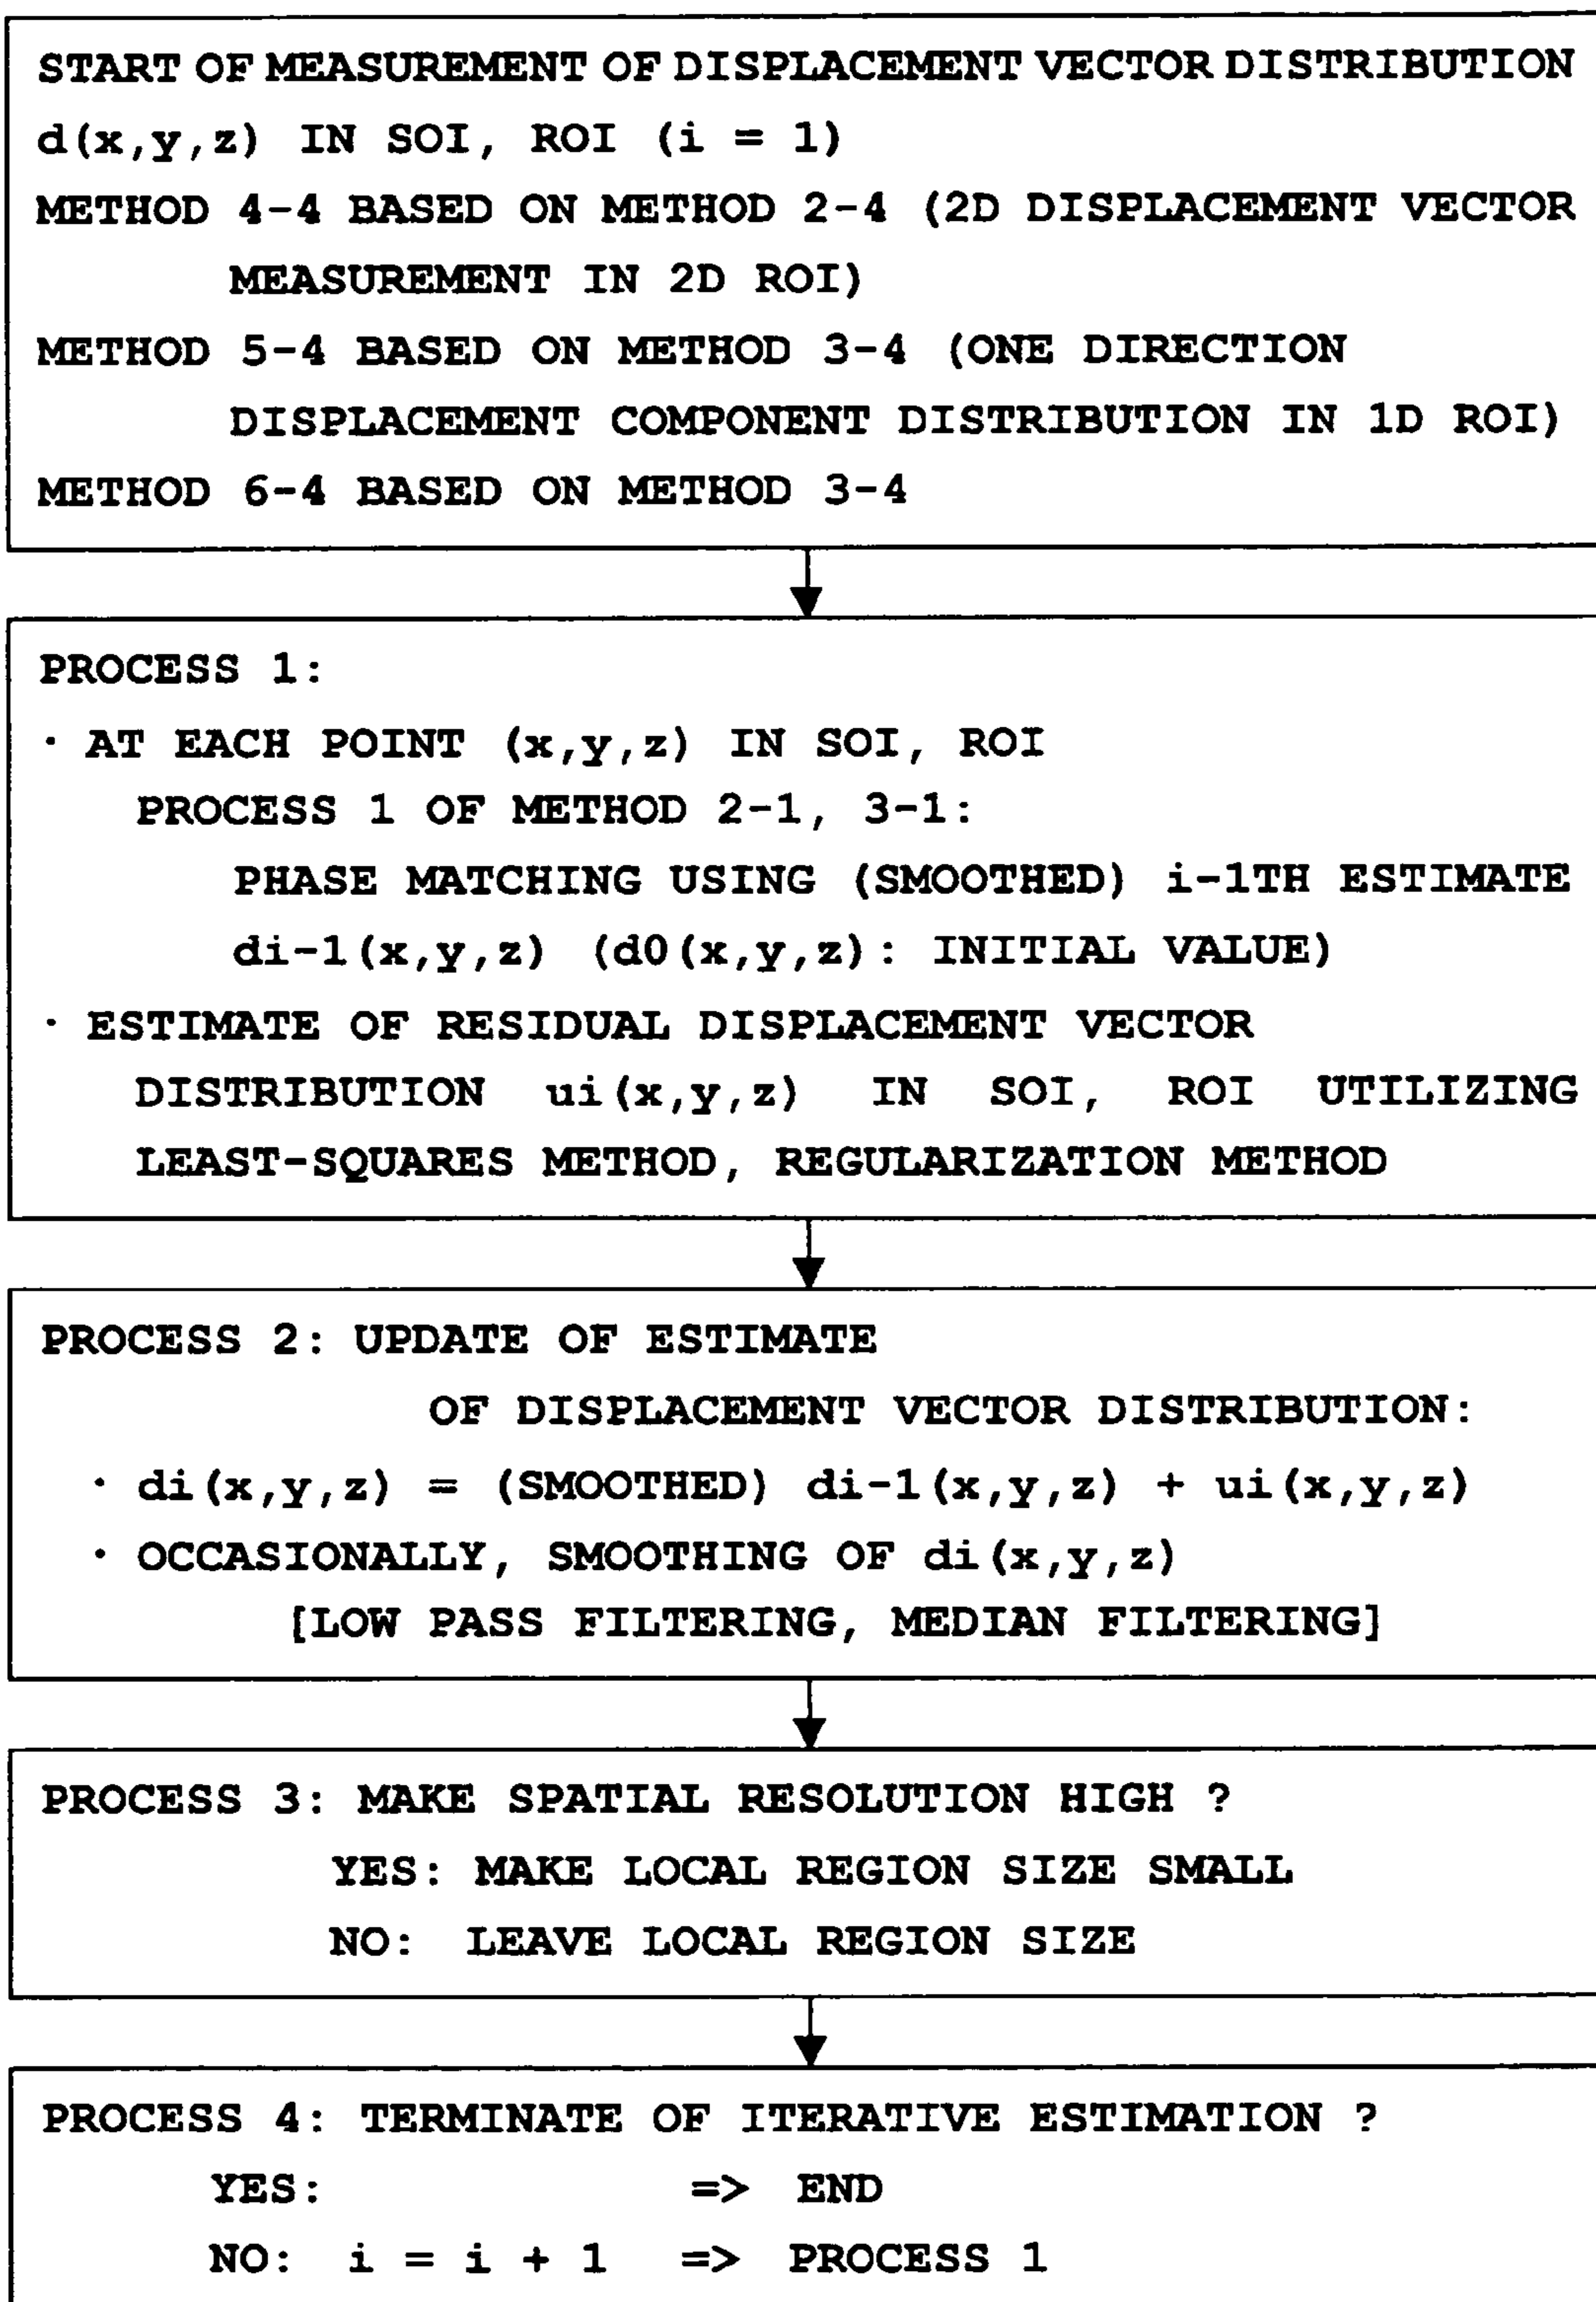 START OF MEASUREMENT OF DISPLACEMENT VECTOR DISTRIBUTION
d(x,y,z) IN SOI, ROI (i = 1)
METHOD 4-4 BASED ON METHOD 2-4 (2D DISPLACEMENT VECTOR
MEASUREMENT IN 2D ROI)
METHOD 5-4 BASED ON METHOD 3-4 (ONE DIRECTION
DISPLACEMENT COMPONENT DISTRIBUTION IN 1D ROI)
METHOD 6-4 BASED ON METHOD 3-4
PROCESS 1:
· AT EACH POINT (x,y,z) IN SOI, ROI
PROCESS 1 OF METHOD 2-1, 3-1:
PHASE MATCHING USING (SMOOTHED) i-1TH ESTIMATE
di-1(x,y,z) (d0(x,y,z): INITIAL VALUE)
· ESTIMATE OF RESIDUAL DISPLACEMENT VECTOR
DISTRIBUTION ui(x,y,z) IN SOI, ROI UTILIZING
LEAST-SQUARES METHOD, REGULARIZATION METHOD
PROCESS 2: UPDATE OF ESTIMATE
OF DISPLACEMENT VECTOR DISTRIBUTION:
· di(x,y,z) = (SMOOTHED) di-1(x,y,z) + ui(x,y,z)
· OCCASIONALLY, SMOOTHING OF di(x,y,z)
[LOW PASS FILTERING, MEDIAN FILTERING]
PROCESS 3: MAKE SPATIAL RESOLUTION HIGH ?
YES: MAKE LOCAL REGION SIZE SMALL
NO: LEAVE LOCAL REGION SIZE
PROCESS 4: TERMINATE OF ITERATIVE ESTIMATION ?
YES: => END
NO: i = i + 1 => PROCESS 1